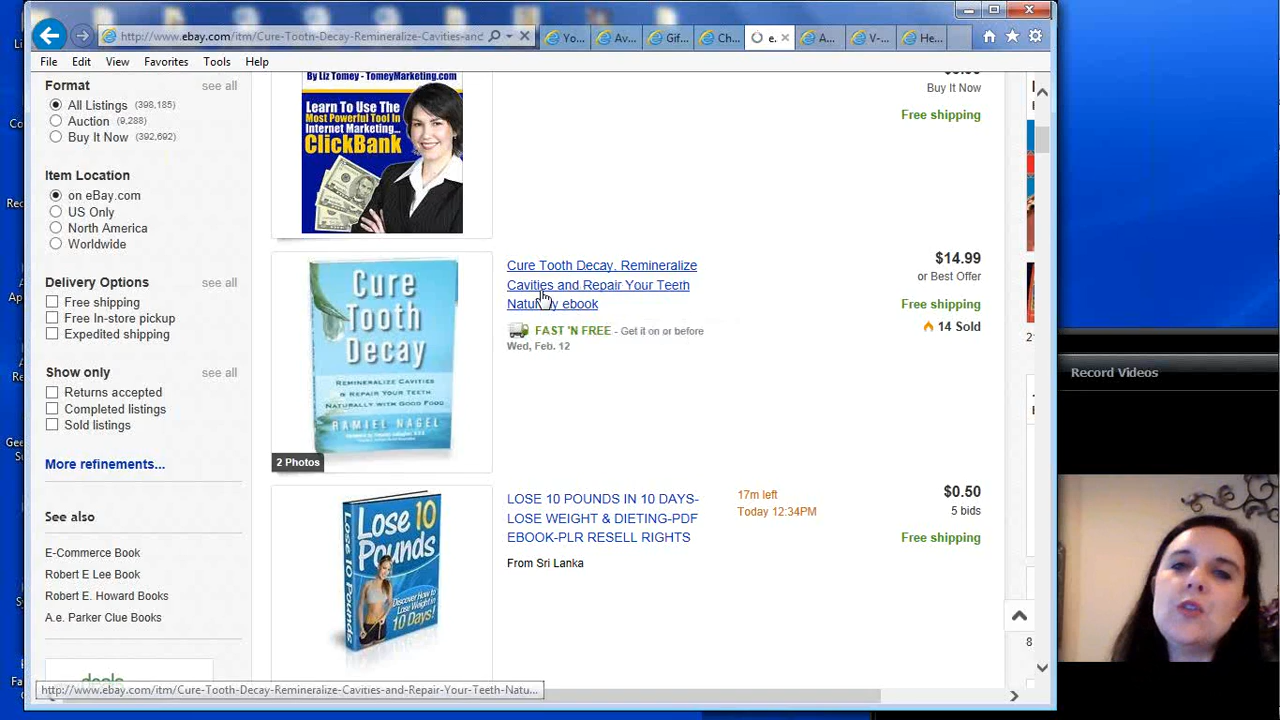 http://www.ebay.com/itm/Cure-Tooth-Decay-Remineralize-Cavities-and
Yo...
Av...
Gif...
Ch...
e.
A...
V-...
He...
File Edit View Favorites Tools Help
Format see all
All Listings (398,185)
Auction (9,288)
Buy It Now (392,692)
Item Location
on eBay.com
US Only
North America
Worldwide
Delivery Options
Free shipping
Free In-store pickup
Expedited shipping
Show only see all
Returns accepted
Completed listings
Sold listings
More refinements...
See also
E-Commerce Book
Robert E Lee Book
Robert E. Howard Books
A.e. Parker Clue Books
By Liz Tomey - TomeyMarketing.com
LEARN TO USE THE
MOST POWERFUL TOOL IN
INTERNET MARKETING...
CLICKBANK
Buy It Now
Free shipping
Cure
Tooth
Decay
REMINERALIZE CAVITIES
& REPAIR YOUR TEETH
NATURALLY WITH GOOD FOOD
RAMIEL NAGEL
2 Photos
Cure Tooth Decay, Remineralize
Cavities and Repair Your Teeth
Naturally ebook
FAST 'N FREE - Get it on or before
Wed, Feb. 12
$14.99
or Best Offer
Free shipping
14 Sold
Lose 10
Pounds
Lose 10 Pounds
Discover How to
Lose Weight in
10 Days!
LOSE 10 POUNDS IN 10 DAYS-
LOSE WEIGHT & DIETING-PDF
EBOOK-PLR RESELL RIGHTS
From Sri Lanka
17m left
Today 12:34PM
$0.50
5 bids
Free shipping
8
http://www.ebay.com/itm/Cure-Tooth-Decay-Remineralize-Cavities-and-Repair-Your-Teeth-Natu...
Record Videos